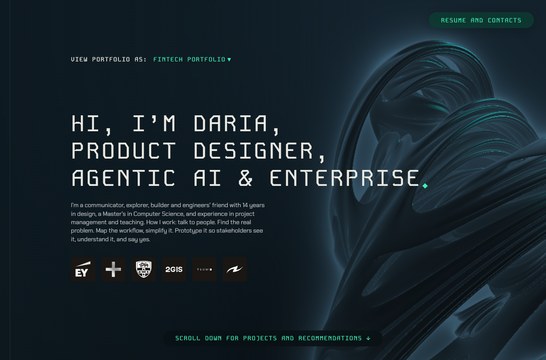 RESUME AND CONTACTS
VIEW PORTFOLIO AS: FINTECH PORTFOLIO ▼
HI, I'M DARIA,
PRODUCT DESIGNER,
AGENTIC AI & ENTERPRISE.
I'm a communicator, explorer, builder and engineers' friend with 14 years
in design, a Master's in Computer Science, and experience in project
management and teaching. How I work: talk to people. Find the real
problem. Map the workflow, simplify it. Prototype it so stakeholders see
it, understand it, and say yes.
EY 2GIS
SCROLL DOWN FOR PROJECTS AND RECOMMENDATIONS ↓